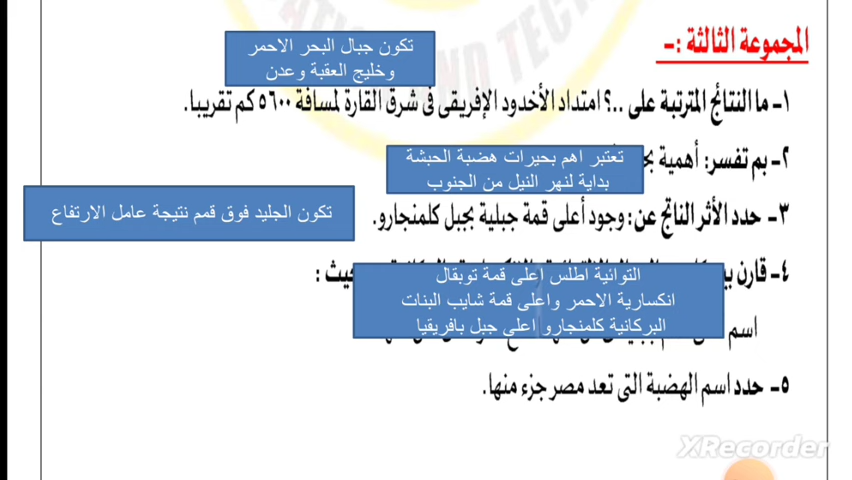 المجموعة الثالثة :-
تكون جبال البحر الاحمر
وخليج العقبة وعدن
١- ما النتائج المترتبة على ..؟ امتداد الأخدود الإفريقى فى شرق القارة لمسافة ٥٦٠٠ كم تقريبا.
٢- بم تفسر: أهمية
تعتبر اهم بحيرات هضبة الحبشة
بداية لنهر النيل من الجنوب
٣- حدد الأثر الناتج عن: وجود أعلى قمة جبلية بجبل كلمنجارو.
تكون الجليد فوق قمم نتيجة عامل الارتفاع
٤- قارن
التوائية اطلس اعلى قمة توبقال
انكسارية الاحمر واعلى قمة شايب البنات
البركانية كلمنجارو اعلى جبل بافريقيا
اسم
٥- حدد اسم الهضبة التى تعد مصر جزء منها.
XRecorder